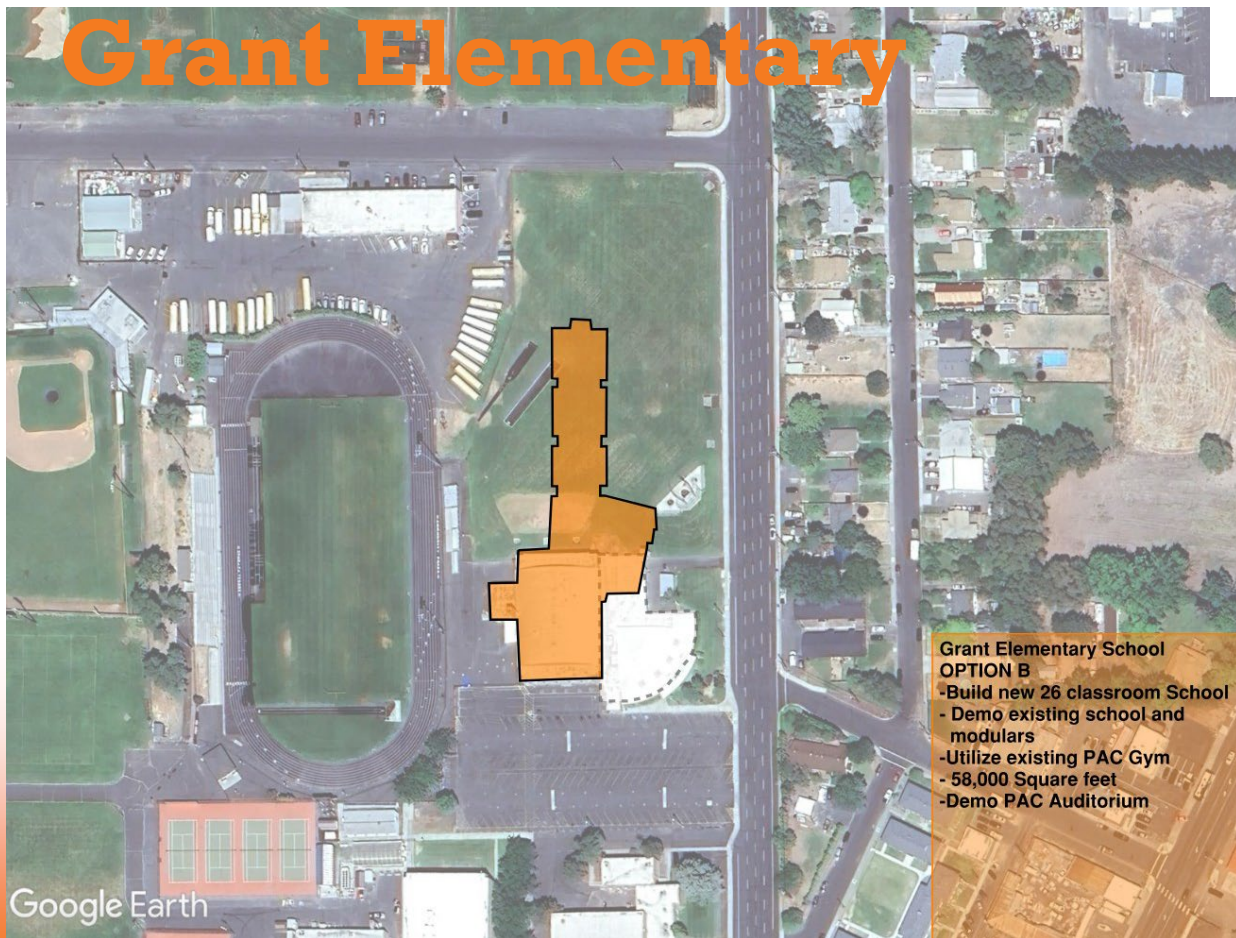 Grant Elementary
Grant Elementary School
OPTION B
-Build new 26 classroom School
- Demo existing school and
modulars
-Utilize existing PAC Gym
- 58,000 Square feet
-Demo PAC Auditorium
Google Earth